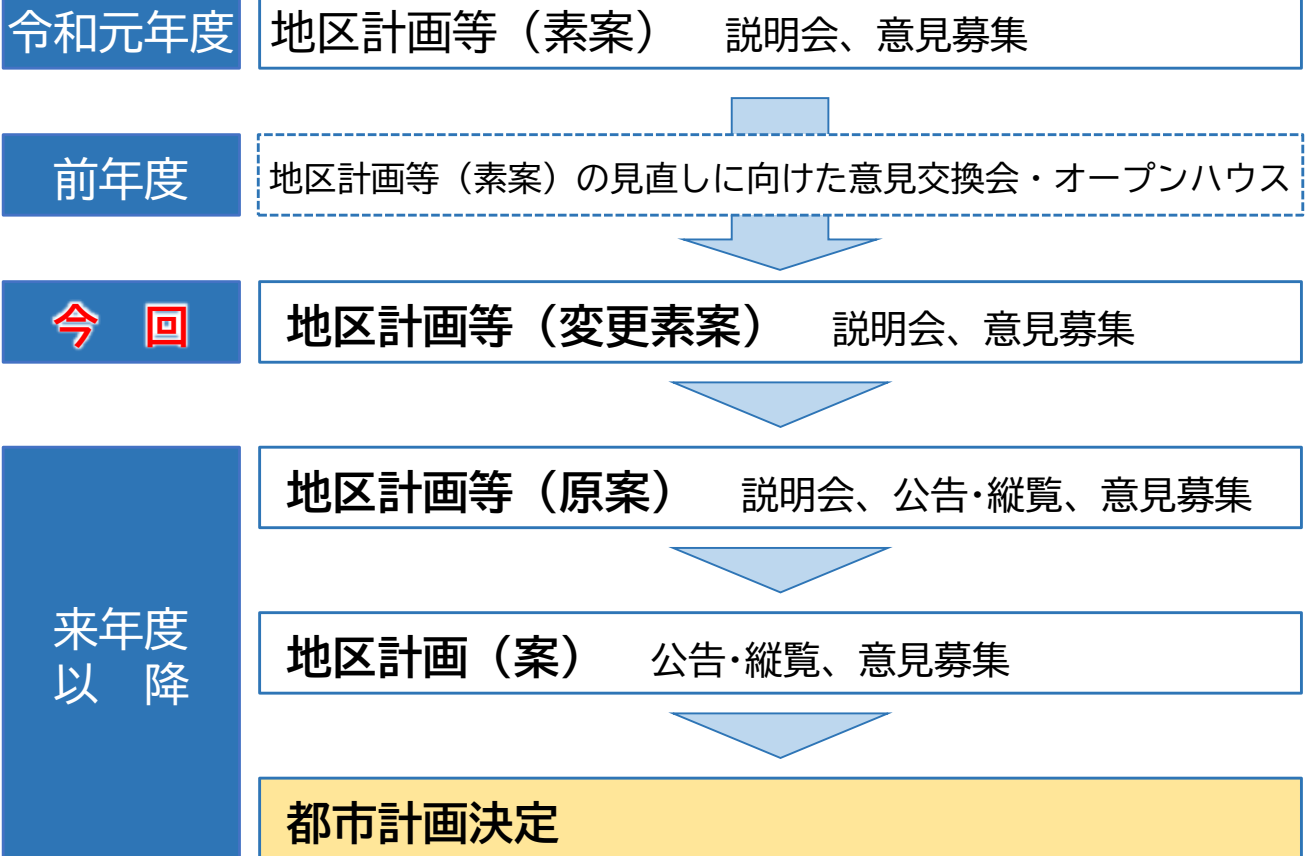 令和元年度
地区計画等（素案） 説明会、意見募集
前年度
地区計画等（素案）の見直しに向けた意見交換会・オープンハウス
今 回
地区計画等（変更素案） 説明会、意見募集
来年度
以 降
地区計画等（原案） 説明会、公告･縦覧、意見募集
地区計画（案） 公告･縦覧、意見募集
都市計画決定